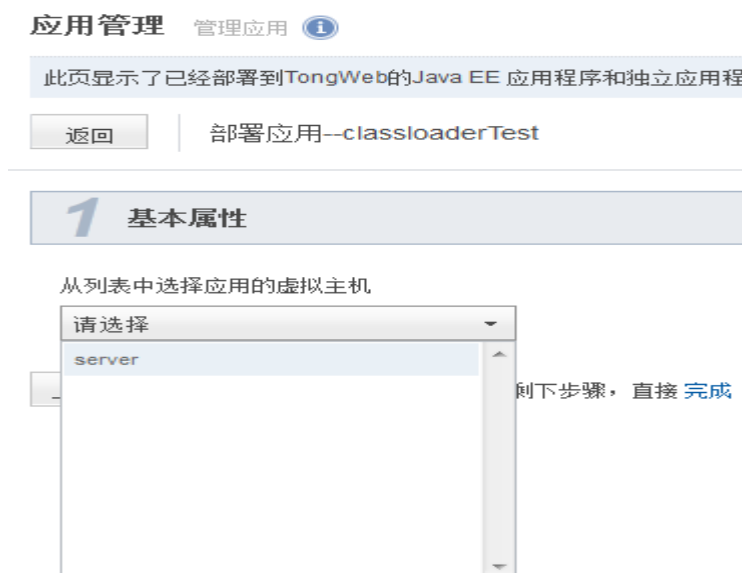 应用管理 管理应用
此页显示了已经部署到TongWeb的Java EE 应用程序和独立应用程
返回 部署应用--classloaderTest
1 基本属性
从列表中选择应用的虚拟主机
请选择
server
剩下步骤，直接 完成